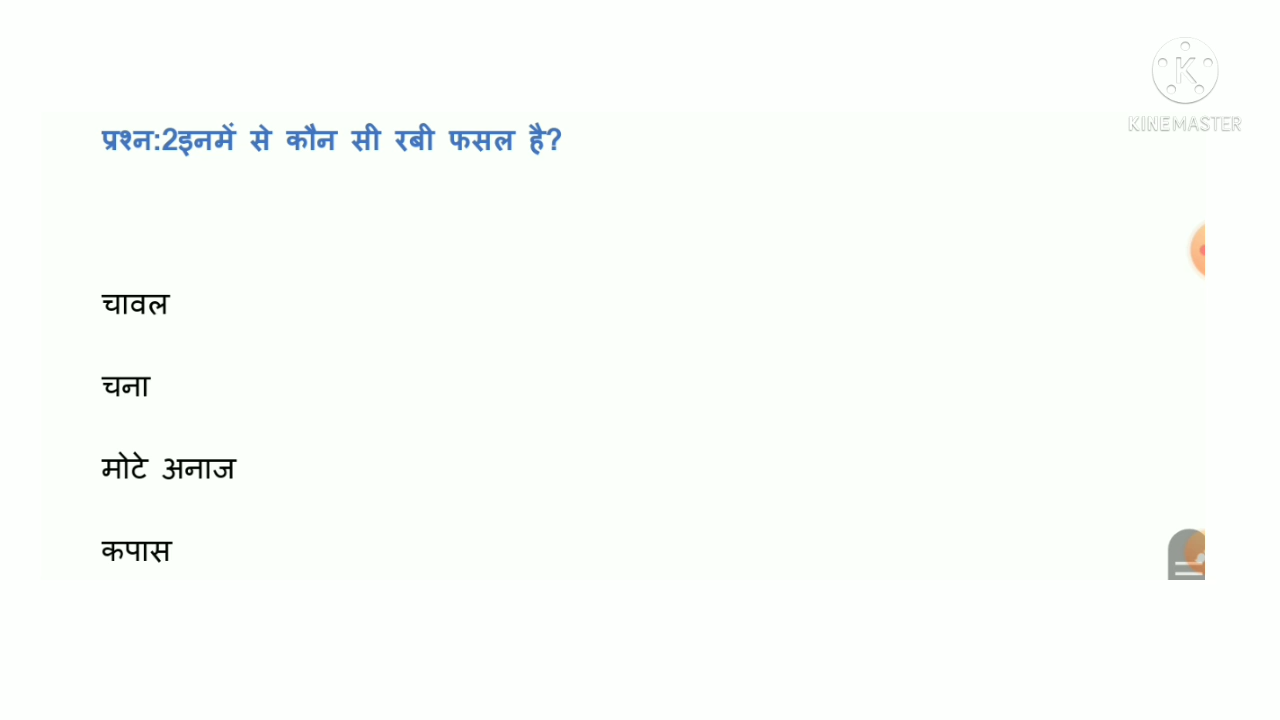 प्रश्न:2इनमें से कौन सी रबी फसल है?
चावल
चना
मोटे अनाज
कपास
KINEMASTER